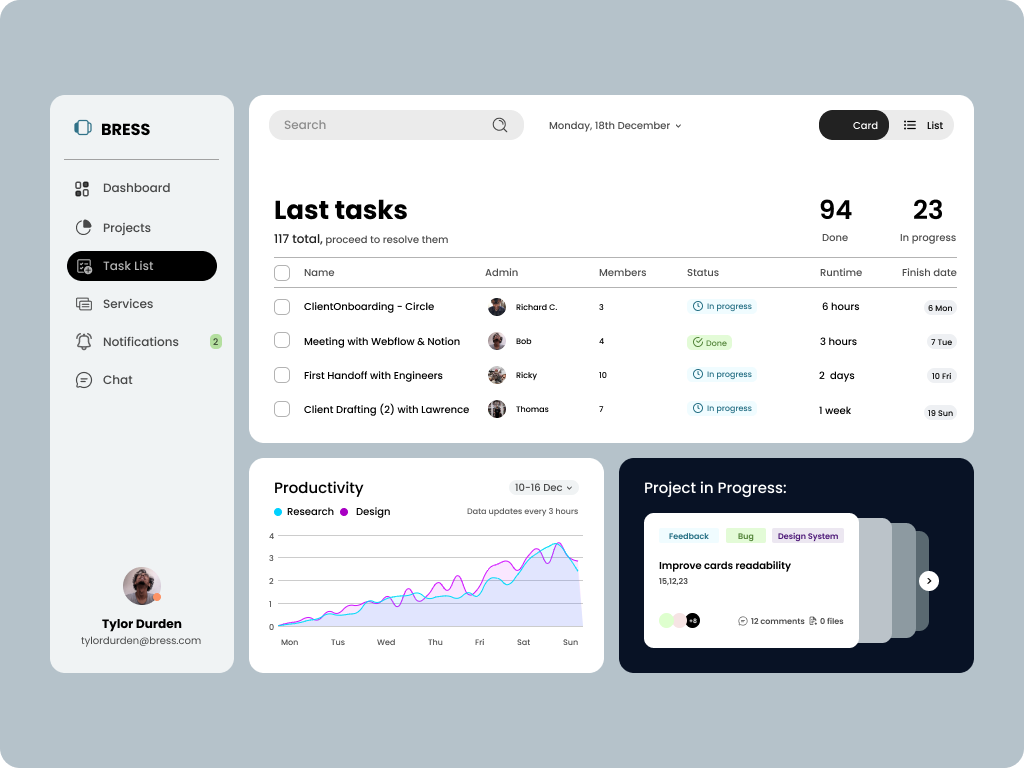 BRESS
Dashboard
Projects
Task List
Services
Notifications 2
Chat
Tylor Durden
tylordurden@bress.com
Search
Monday, 18th December
Card
List
Last tasks
117 total, proceed to resolve them
94
Done
23
In progress
Name Admin Members Status Runtime Finish date
ClientOnboarding - Circle Richard C. 3 In progress 6 hours 6 Mon
Meeting with Webflow & Notion Bob 4 Done 3 hours 7 Tue
First Handoff with Engineers Ricky 10 In progress 2 days 10 Fri
Client Drafting (2) with Lawrence Thomas 7 In progress 1 week 19 Sun
Productivity
10-16 Dec
Research Design
Data updates every 3 hours
4
3
2
1
0
Mon Tus Wed Thu Fri Sat Sun
Project in Progress:
Feedback Bug Design System
Improve cards readability
15,12,23
+8
12 comments 0 files